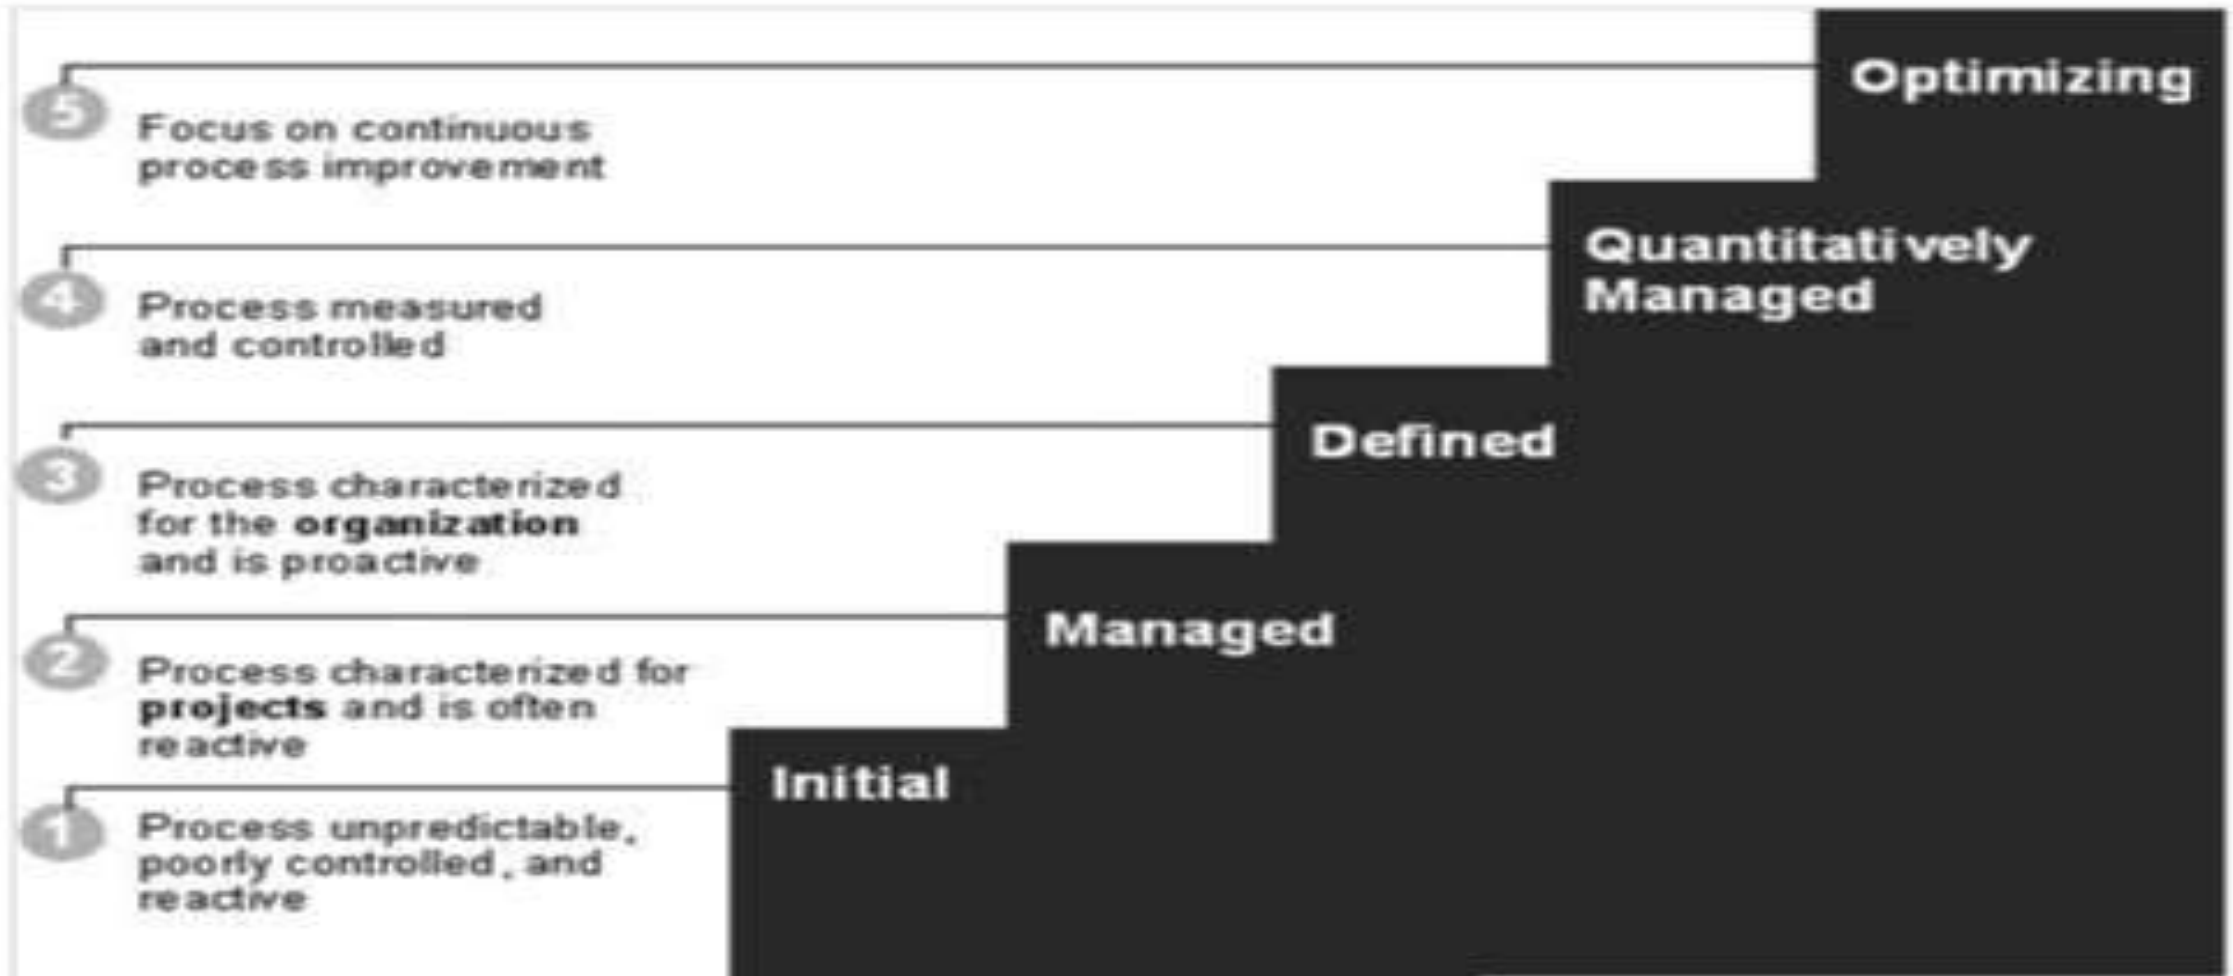 5
Optimizing
Focus on continuous
process improvement
4
Quantitatively
Managed
Process measured
and controlled
3
Defined
Process characterized
for the organization
and is proactive
2
Managed
Process characterized for
projects and is often
reactive
1
Initial
Process unpredictable,
poorly controlled, and
reactive